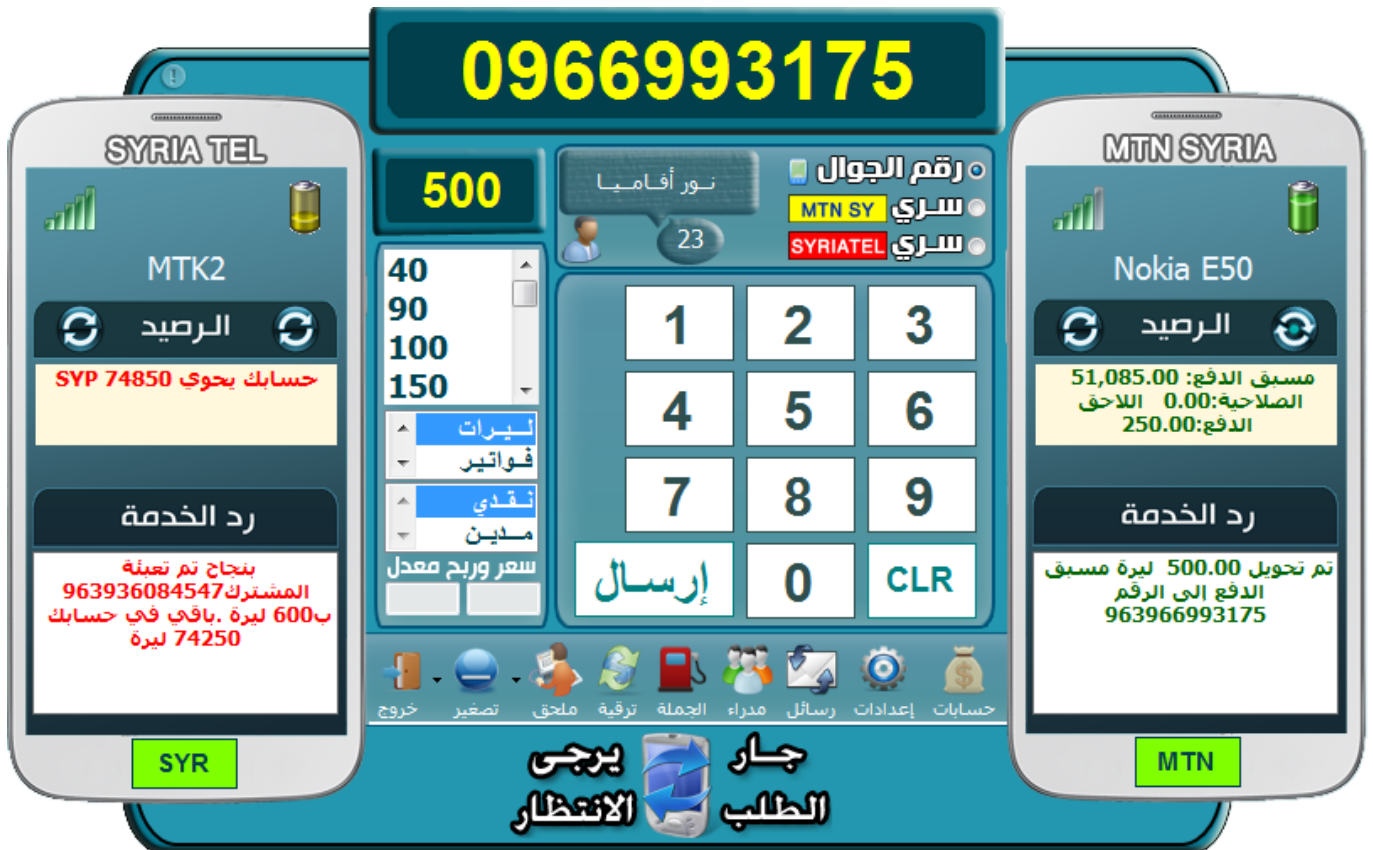 0966993175
SYRIA TEL
MTK2
الـرصيد
حسابك يحوي SYP 74850
رد الخدمة
بنجاح تم تعبئة
المشترك963936084547
ب600 ليرة .باقي في حسابك
74250 ليرة
SYR
500
40
90
100
150
لـيـرات
فـواتير
نـقـدي
مـديـن
سعر وربح معدل
نـور أفـامـيـا
23
رقم الجوال
سـري MTN SY
سـري SYRIATEL
1 2 3
4 5 6
7 8 9
إرسـال 0 CLR
حسابات
إعدادات
رسائل
مدراء
الجملة
ترقية
ملحق
تصغير
خروج
جـار
الطلب
يرجى
الانتظار
MTN SYRIA
Nokia E50
الـرصيد
مسبق الدفع: 51,085.00
الصلاحية:0.00 اللاحق
الدفع:250.00
رد الخدمة
تم تحويل 500.00 ليرة مسبق
الدفع إلى الرقم
963966993175
MTN